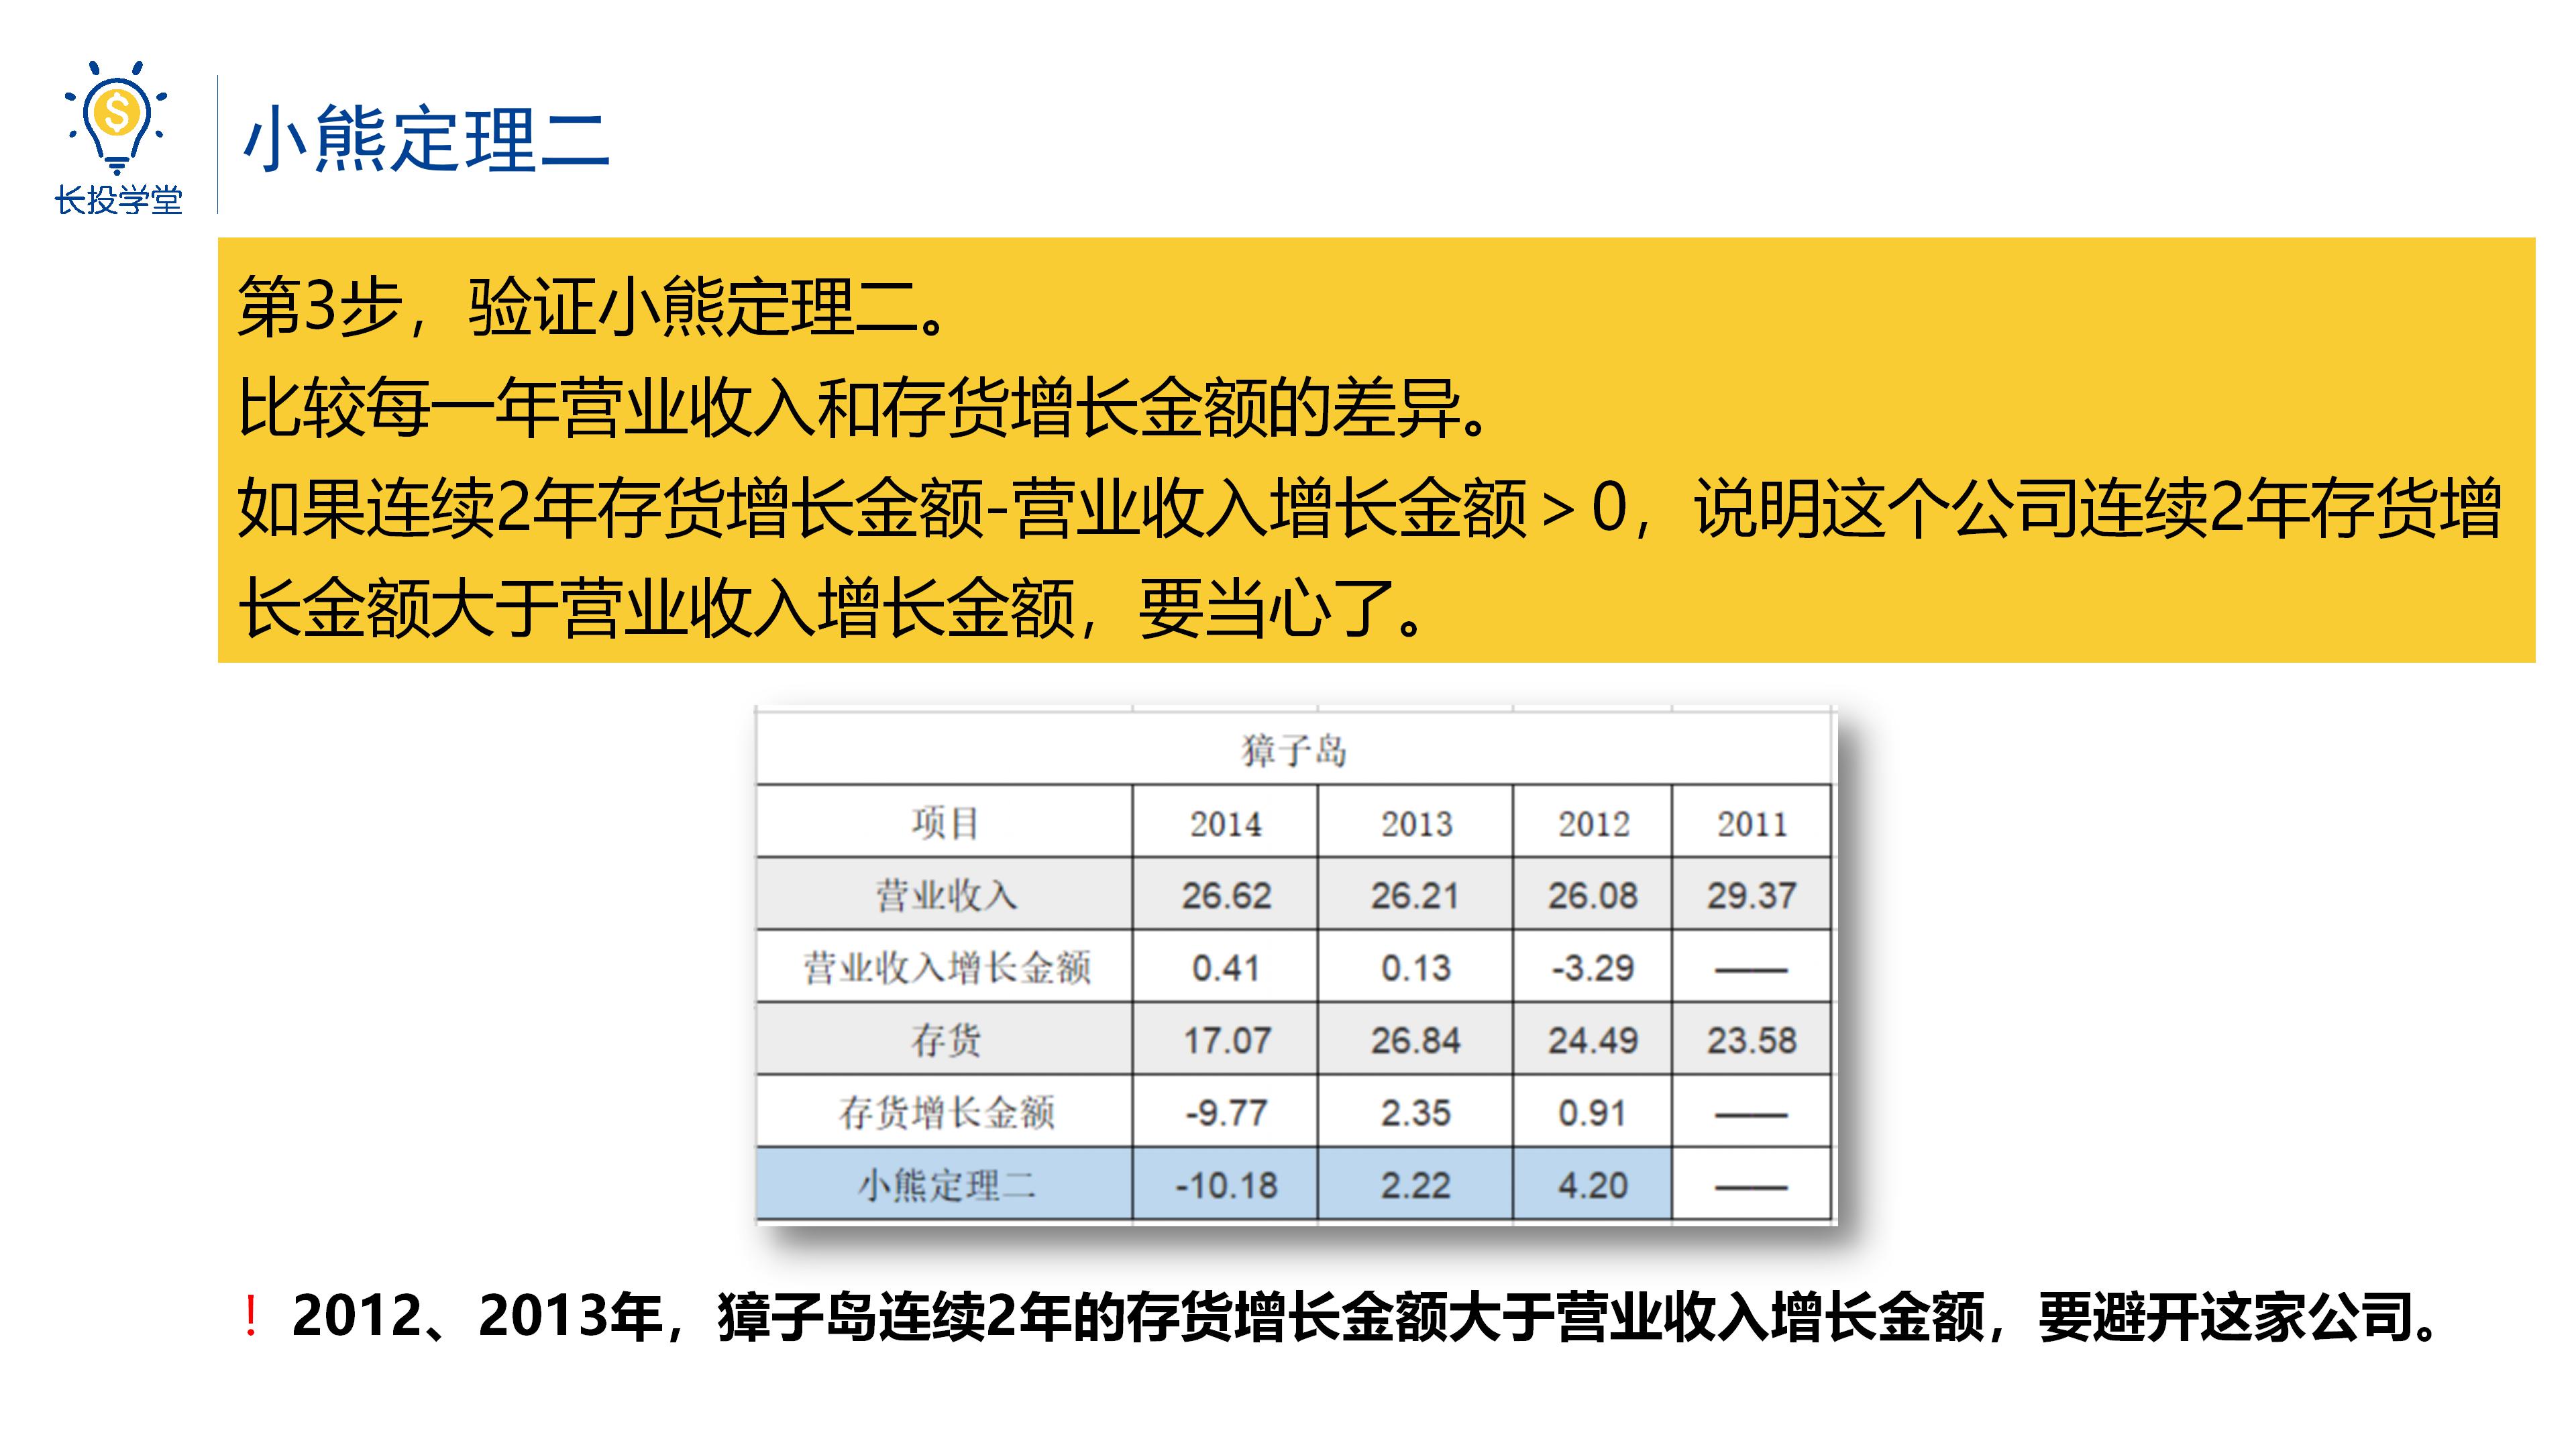 长投学堂
小熊定理二
第3步，验证小熊定理二。
比较每一年营业收入和存货增长金额的差异。
如果连续2年存货增长金额-营业收入增长金额＞0，说明这个公司连续2年存货增
长金额大于营业收入增长金额，要当心了。
獐子岛
项目 2014 2013 2012 2011
营业收入 26.62 26.21 26.08 29.37
营业收入增长金额 0.41 0.13 -3.29 ——
存货 17.07 26.84 24.49 23.58
存货增长金额 -9.77 2.35 0.91 ——
小熊定理二 -10.18 2.22 4.20 ——
！2012、2013年，獐子岛连续2年的存货增长金额大于营业收入增长金额，要避开这家公司。